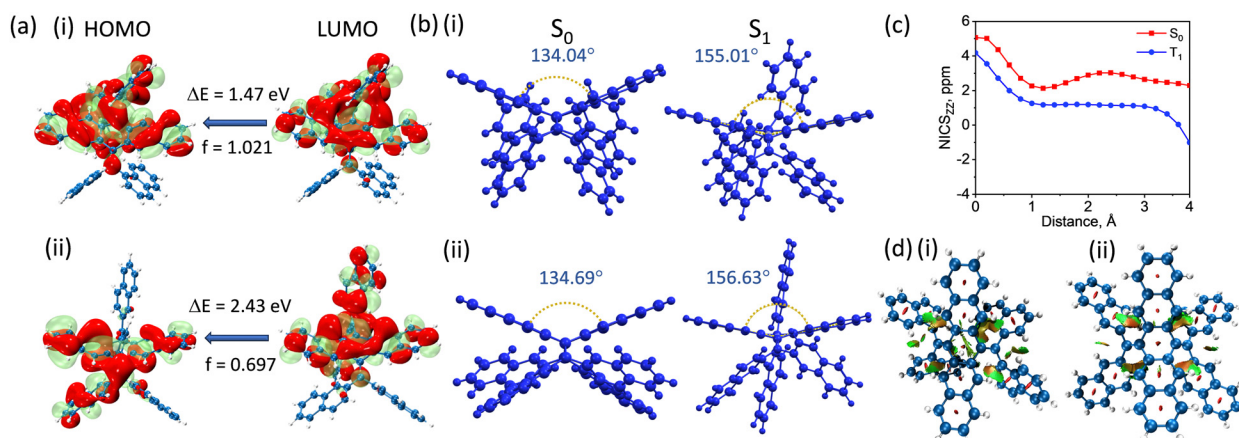 (a) (i) HOMO LUMO
ΔE = 1.47 eV
f = 1.021
(ii)
ΔE = 2.43 eV
f = 0.697
(b) (i) S₀ S₁
134.04° 155.01°
(ii)
134.69° 156.63°
(c)
NICS_ZZ, ppm
6
4
2
0
-2
-4
0 1 2 3 4
Distance, Å
S₀
T₁
(d) (i) (ii)